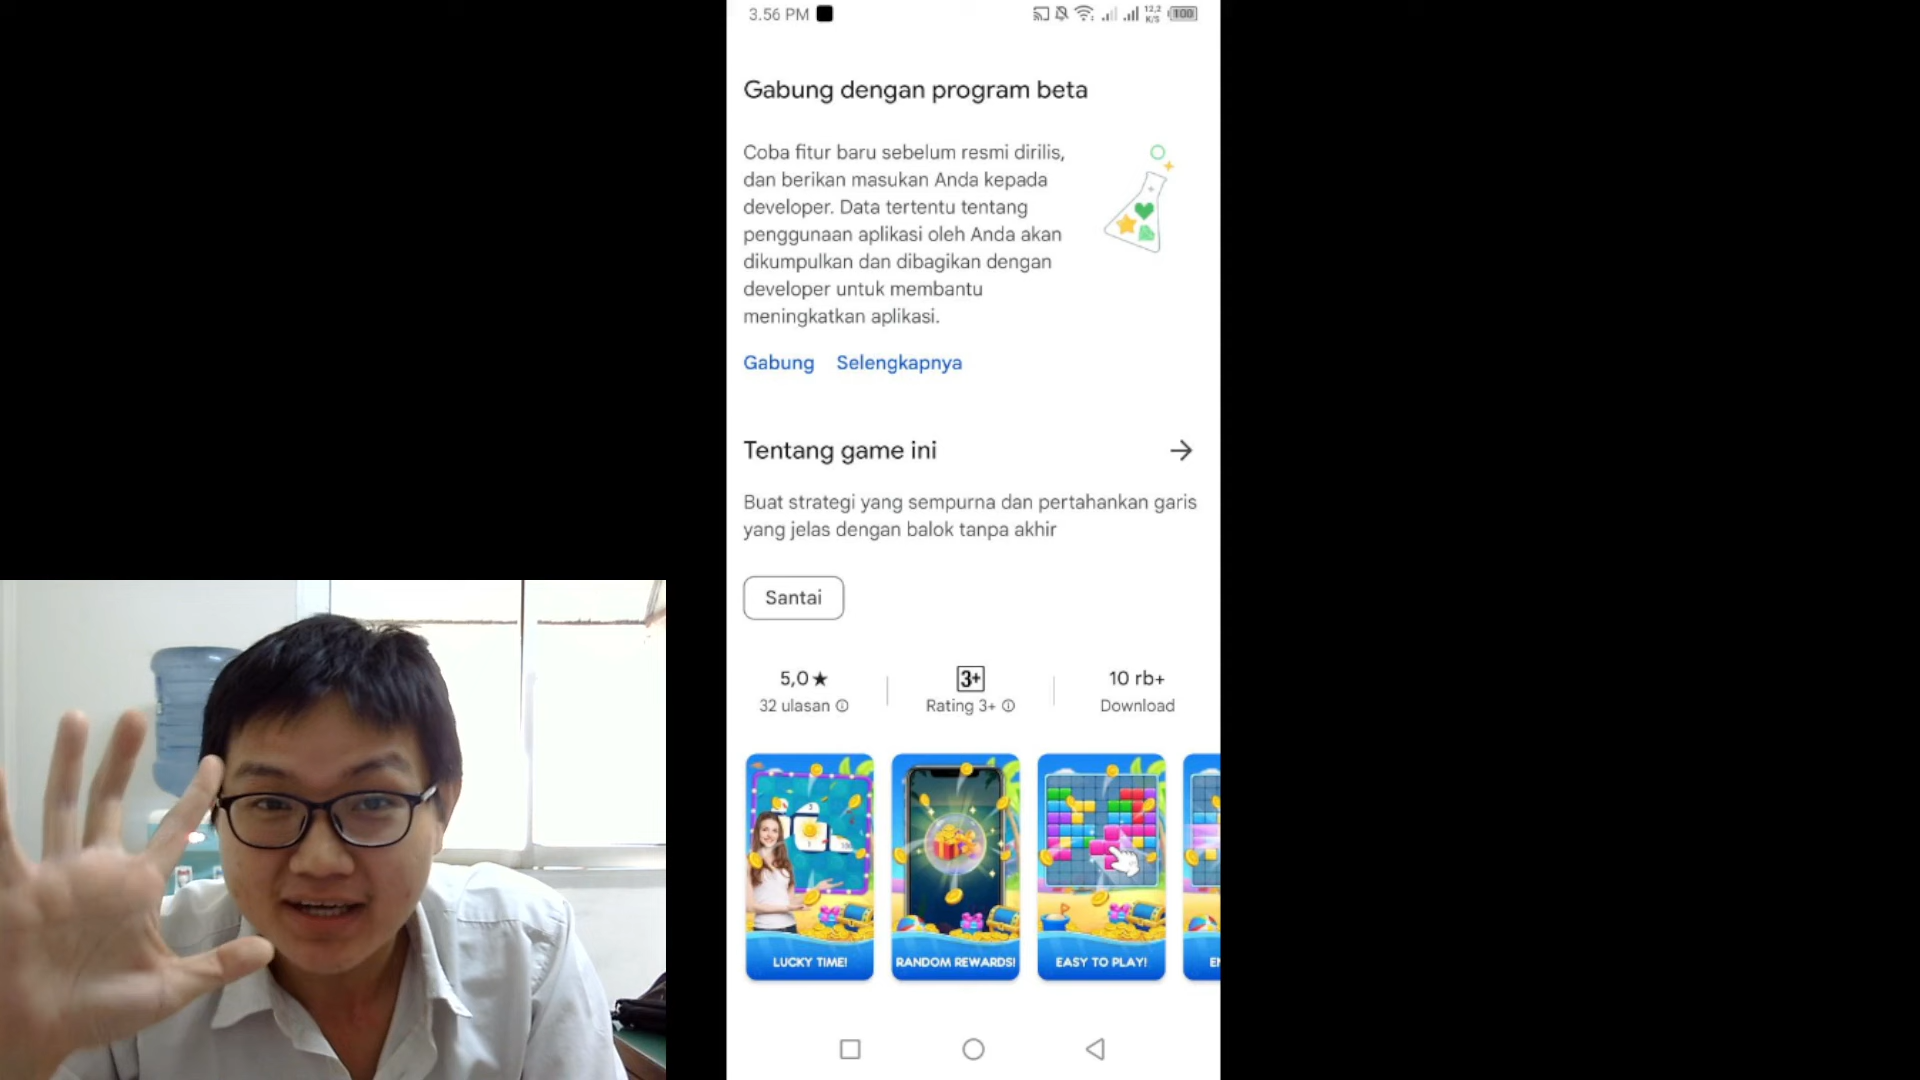 3.56 PM
12,2
K/S
100
Gabung dengan program beta
Coba fitur baru sebelum resmi dirilis,
dan berikan masukan Anda kepada
developer. Data tertentu tentang
penggunaan aplikasi oleh Anda akan
dikumpulkan dan dibagikan dengan
developer untuk membantu
meningkatkan aplikasi.
Gabung Selengkapnya
Tentang game ini
Buat strategi yang sempurna dan pertahankan garis
yang jelas dengan balok tanpa akhir
Santai
5,0★ 3+ 10 rb+
32 ulasan Rating 3+ Download
LUCKY TIME! RANDOM REWARDS! EASY TO PLAY!